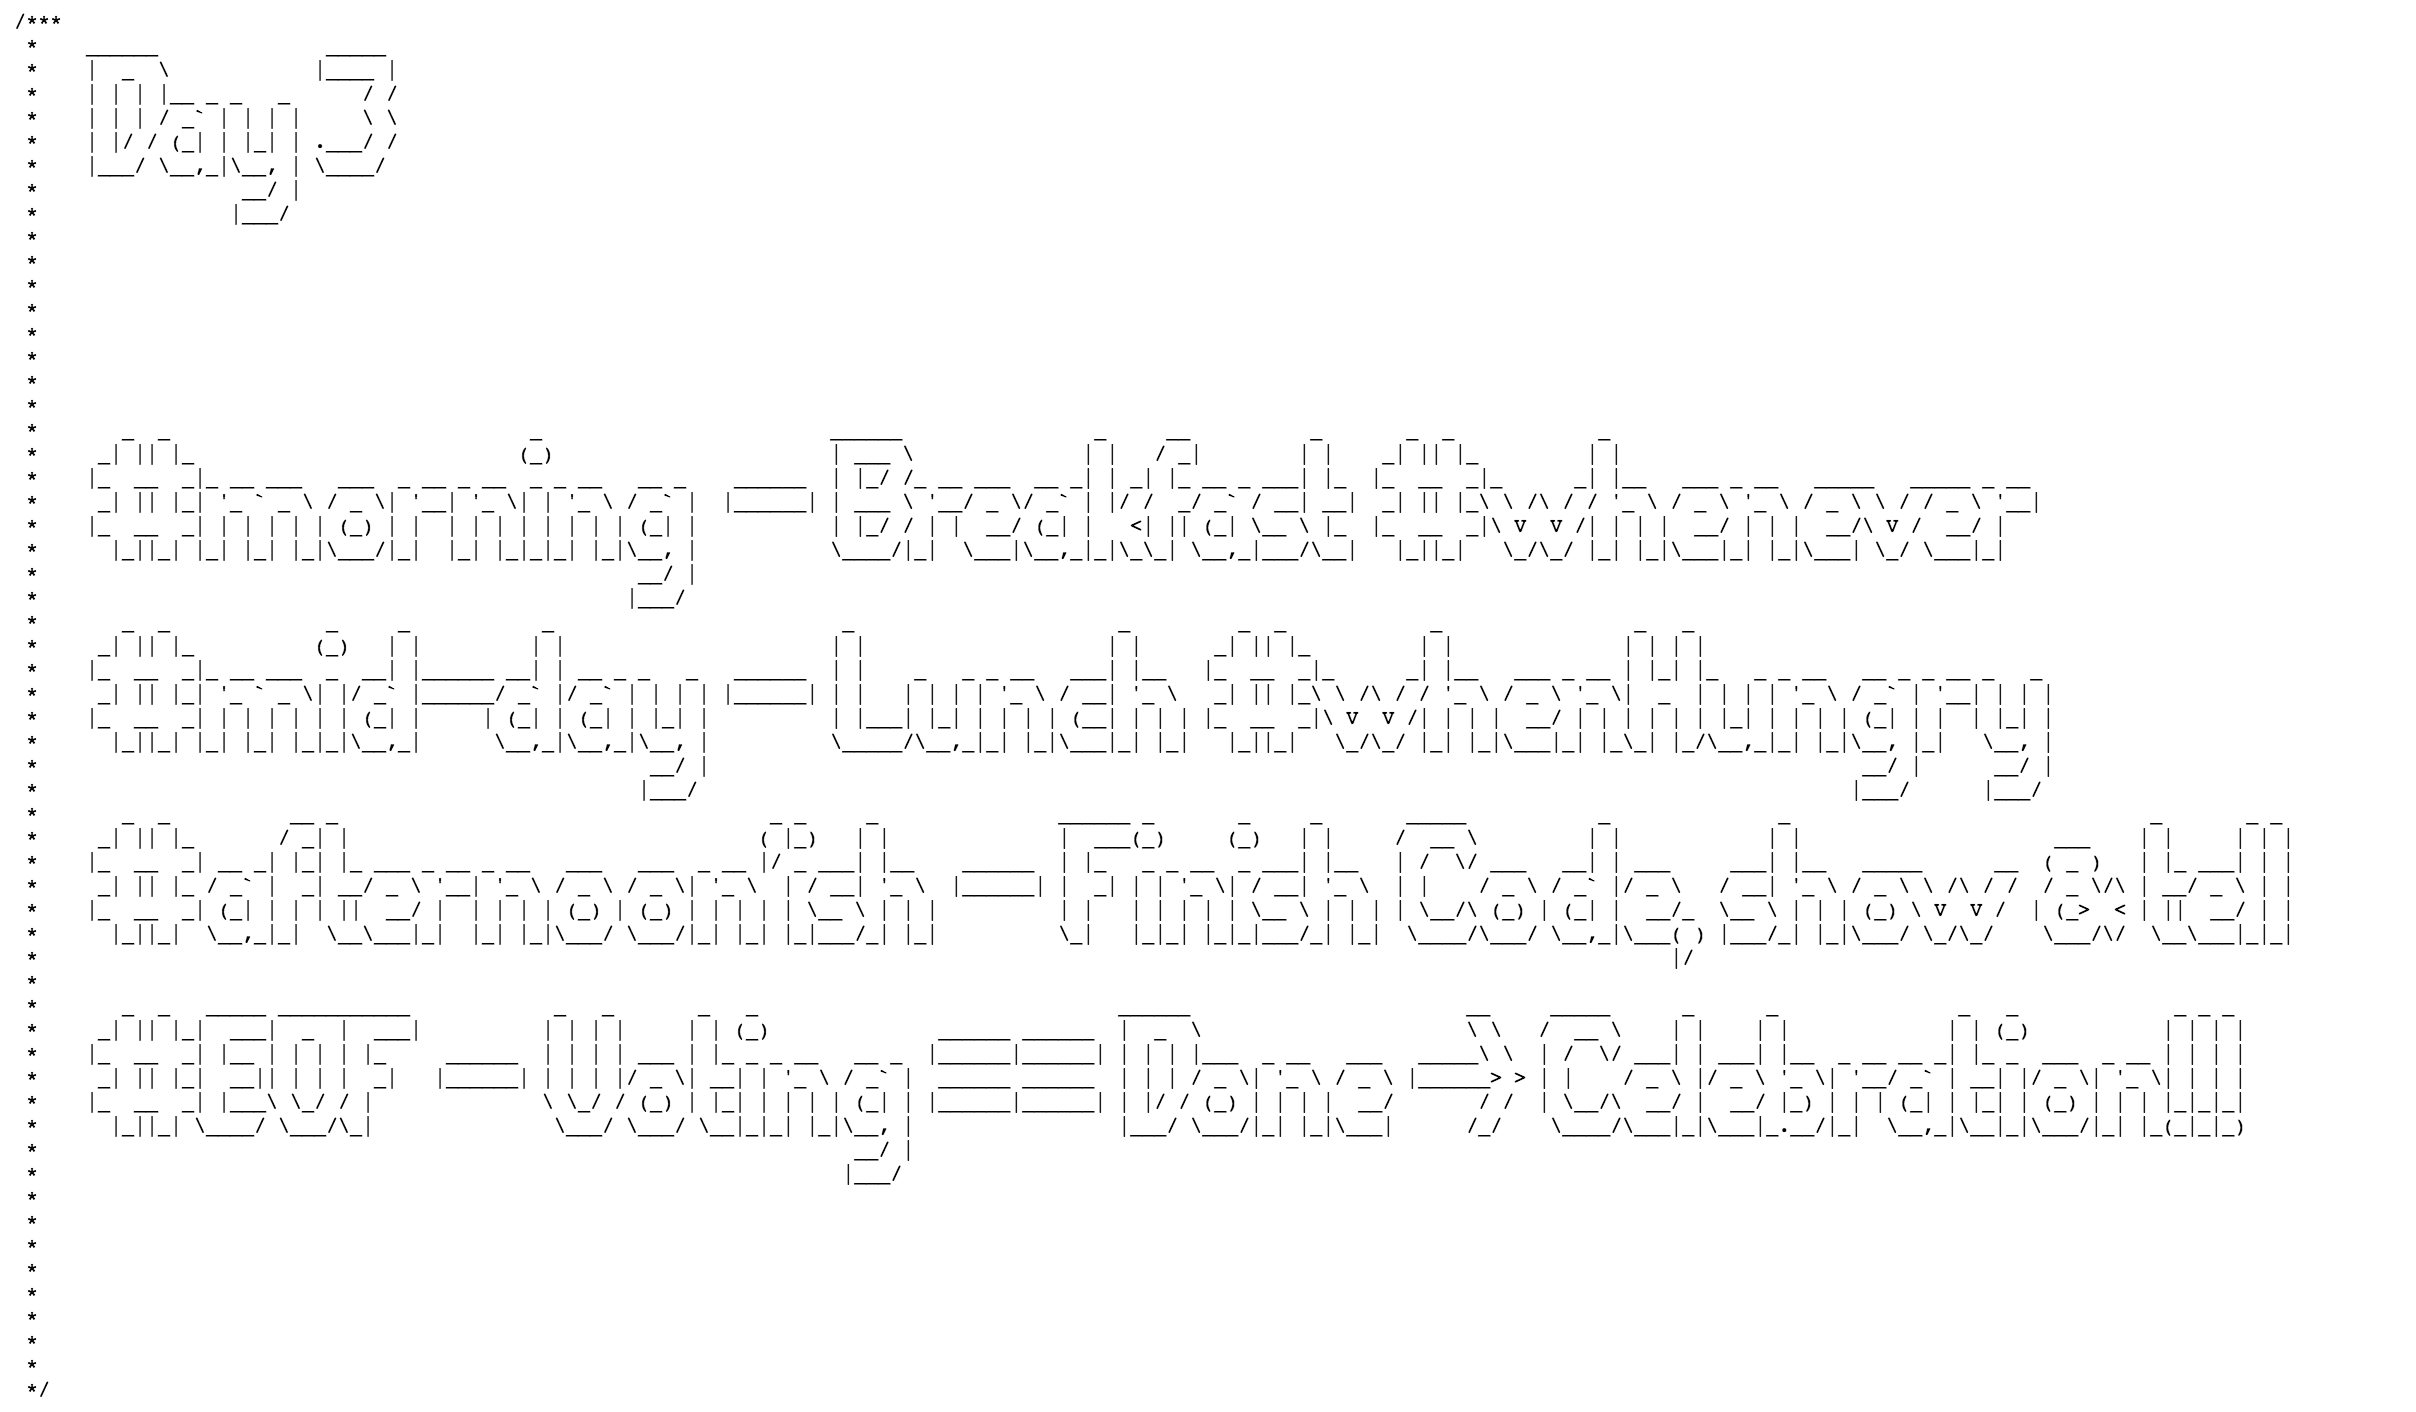 Day 3
#morning - Breakfast #whenever
#mid-day - Lunch #whenHungry
#afternoon'ish - Finish Code, show & tell
#EOF - Voting == Done -> Celebration!!!